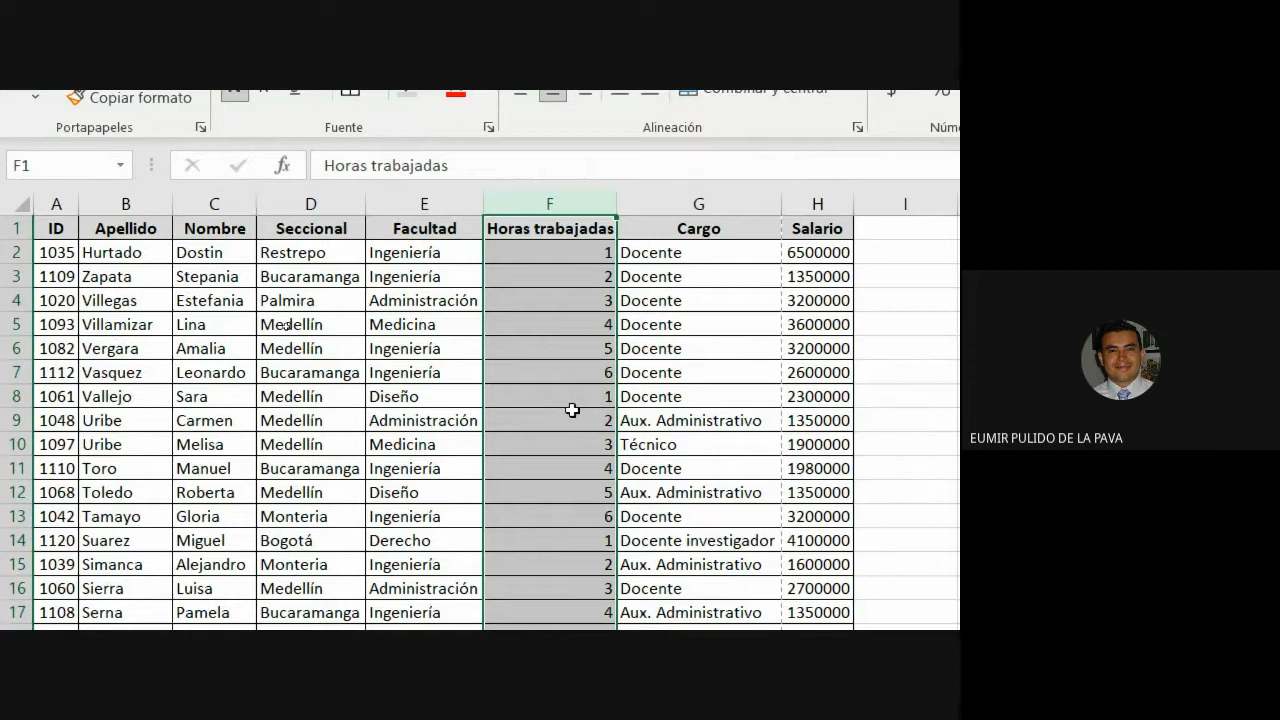 Copiar formato Combinar y centrar $ %
Portapapeles Fuente Alineación Núm
F1 fx Horas trabajadas
A B C D E F G H I
1 ID Apellido Nombre Seccional Facultad Horas trabajadas Cargo Salario
2 1035 Hurtado Dostin Restrepo Ingeniería 1 Docente 6500000
3 1109 Zapata Stepania Bucaramanga Ingeniería 2 Docente 1350000
4 1020 Villegas Estefania Palmira Administración 3 Docente 3200000
5 1093 Villamizar Lina Medellín Medicina 4 Docente 3600000
6 1082 Vergara Amalia Medellín Ingeniería 5 Docente 3200000
7 1112 Vasquez Leonardo Bucaramanga Ingeniería 6 Docente 2600000
8 1061 Vallejo Sara Medellín Diseño 1 Docente 2300000
9 1048 Uribe Carmen Medellín Administración 2 Aux. Administrativo 1350000
10 1097 Uribe Melisa Medellín Medicina 3 Técnico 1900000
11 1110 Toro Manuel Bucaramanga Ingeniería 4 Docente 1980000
12 1068 Toledo Roberta Medellín Diseño 5 Aux. Administrativo 1350000
13 1042 Tamayo Gloria Monteria Ingeniería 6 Docente 3200000
14 1120 Suarez Miguel Bogotá Derecho 1 Docente investigador 4100000
15 1039 Simanca Alejandro Monteria Ingeniería 2 Aux. Administrativo 1600000
16 1060 Sierra Luisa Medellín Administración 3 Docente 2700000
17 1108 Serna Pamela Bucaramanga Ingeniería 4 Aux. Administrativo 1350000
EUMIR PULIDO DE LA PAVA